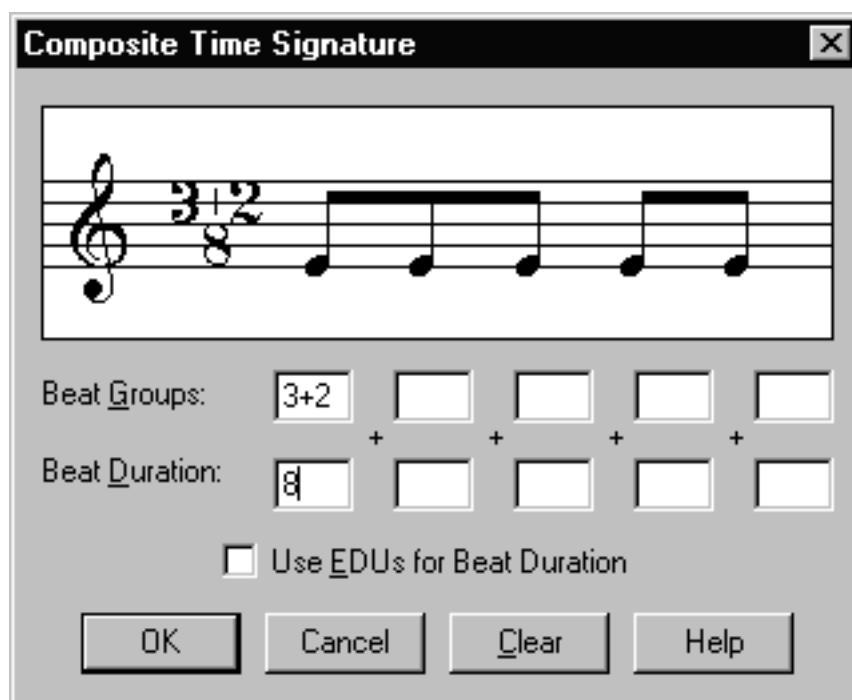 Composite Time Signature
3+2
8
Beat Groups: 3+2
+ + + +
Beat Duration: 8
Use EDUs for Beat Duration
OK Cancel Clear Help